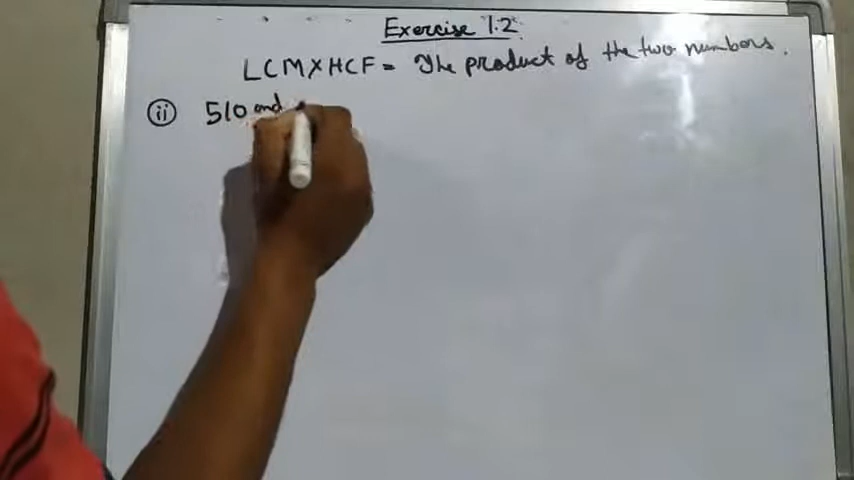 Exercise 1.2
LCM X HCF = The product of the two numbers.
ii 510 and